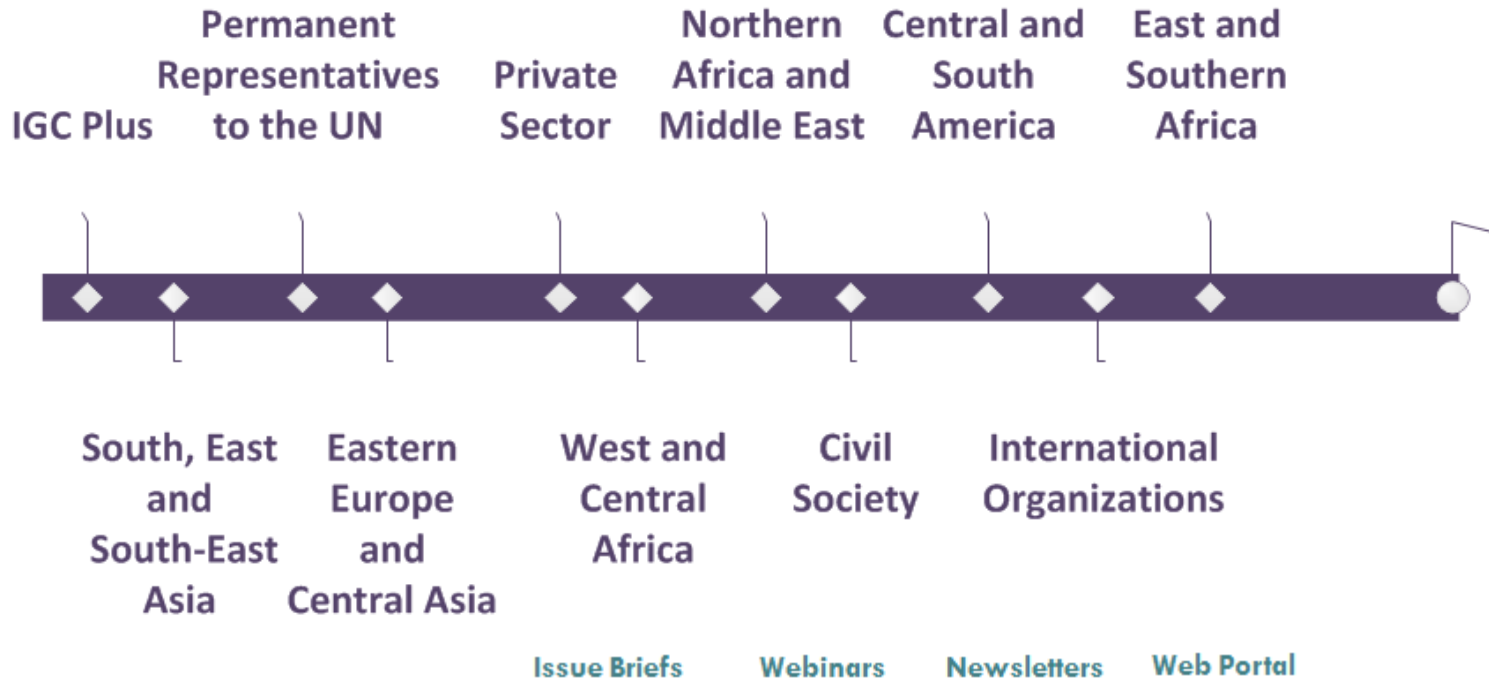 IGC Plus
Permanent
Representatives
to the UN
Private
Sector
Northern
Africa and
Middle East
Central and
South
America
East and
Southern
Africa
South, East
and
South-East
Asia
Eastern
Europe
and
Central Asia
West and
Central
Africa
Civil
Society
International
Organizations
Issue Briefs
Webinars
Newsletters
Web Portal